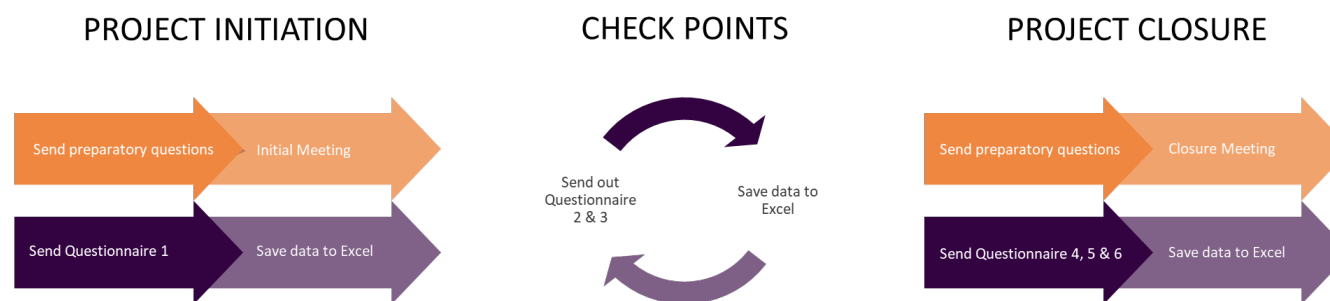 PROJECT INITIATION
CHECK POINTS
PROJECT CLOSURE
Send preparatory questions
Initial Meeting
Send Questionnaire 1
Save data to Excel
Send out
Questionnaire
2 & 3
Save data to
Excel
Send preparatory questions
Closure Meeting
Send Questionnaire 4, 5 & 6
Save data to Excel